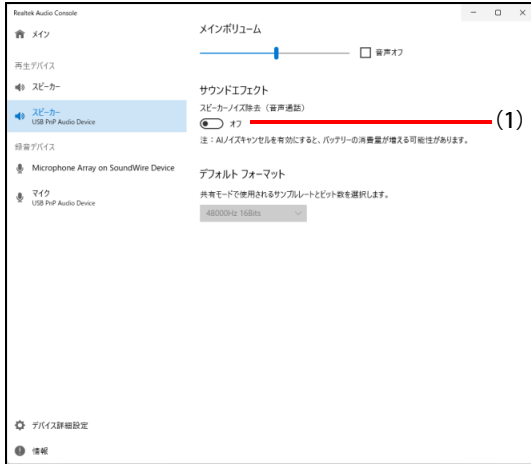 Realtek Audio Console
メイン
再生デバイス
スピーカー
スピーカー
USB PnP Audio Device
録音デバイス
Microphone Array on SoundWire Device
マイク
USB PnP Audio Device
デバイス詳細設定
情報
メインボリューム
音声オフ
サウンドエフェクト
スピーカーノイズ除去（音声通話）
オフ
(1)
注：AIノイズキャンセルを有効にすると、バッテリーの消費量が増える可能性があります。
デフォルト フォーマット
共有モードで使用されるサンプルレートとビット数を選択します。
48000Hz 16Bits